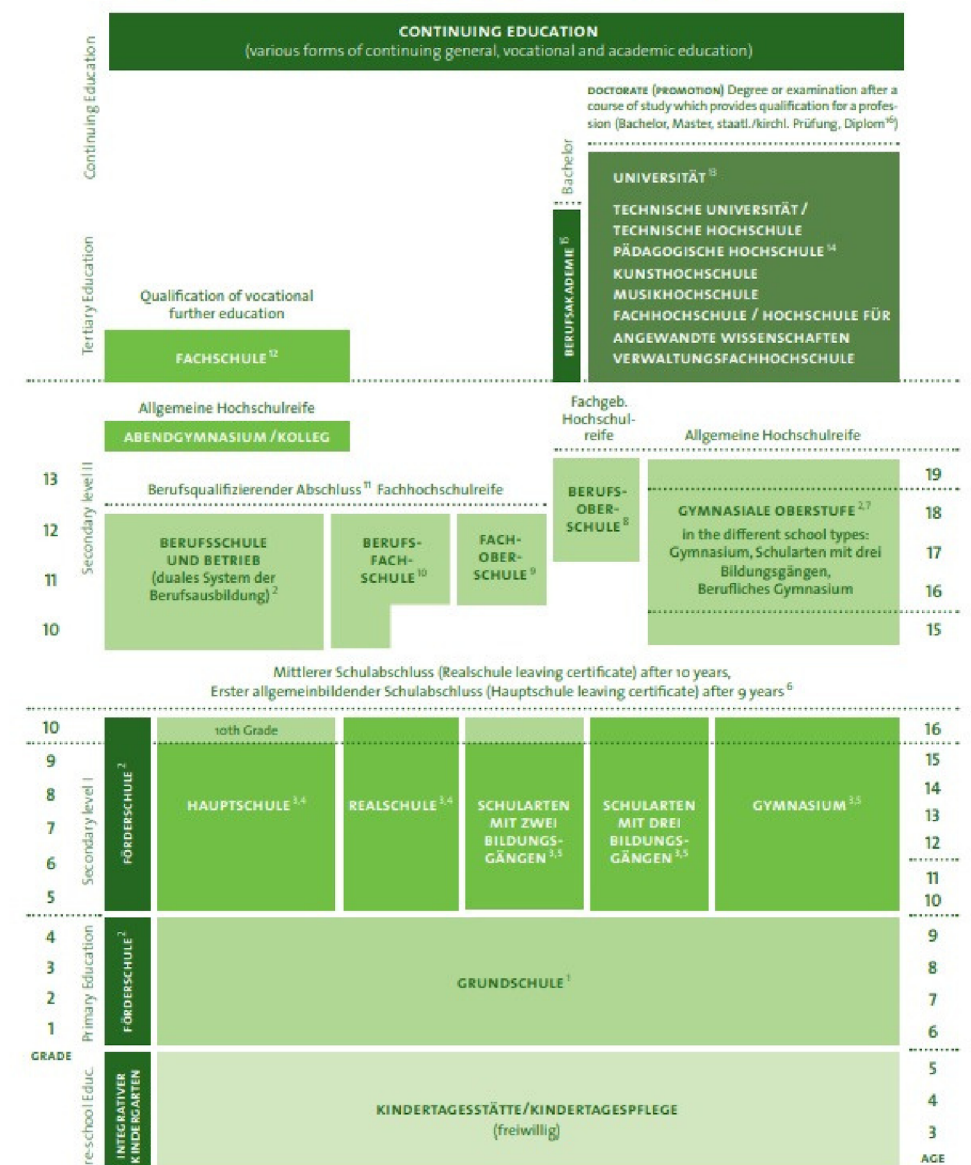 CONTINUING EDUCATION
(various forms of continuing general, vocational and academic education)
Continuing Education
DOCTORATE (PROMOTION) Degree or examination after a
course of study which provides qualification for a profes-
sion (Bachelor, Master, staatl./kirchl. Prüfung, Diplom¹⁶)
Tertiary Education
Bachelor
BERUFSAKADEMIE ¹⁵
UNIVERSITÄT ¹³
TECHNISCHE UNIVERSITÄT /
TECHNISCHE HOCHSCHULE
PÄDAGOGISCHE HOCHSCHULE ¹⁴
KUNSTHOCHSCHULE
MUSIKHOCHSCHULE
FACHHOCHSCHULE / HOCHSCHULE FÜR
ANGEWANDTE WISSENSCHAFTEN
VERWALTUNGSFACHHOCHSCHULE
Qualification of vocational
further education
FACHSCHULE ¹²
Allgemeine Hochschulreife
ABENDGYMNASIUM /KOLLEG
Fachgeb.
Hochschul-
reife
Allgemeine Hochschulreife
Secondary level II
13
12
11
10
Berufsqualifizierender Abschluss ¹¹ Fachhochschulreife
BERUFSSCHULE
UND BETRIEB
(duales System der
Berufsausbildung) ²
BERUFS-
FACH-
SCHULE ¹⁰
FACH-
OBER-
SCHULE ⁹
BERUFS-
OBER-
SCHULE ⁸
GYMNASIALE OBERSTUFE ²,⁷
in the different school types:
Gymnasium, Schularten mit drei
Bildungsgängen,
Berufliches Gymnasium
19
18
17
16
15
Mittlerer Schulabschluss (Realschule leaving certificate) after 10 years,
Erster allgemeinbildender Schulabschluss (Hauptschule leaving certificate) after 9 years ⁶
10
9
8
7
6
5
Secondary level I
FÖRDERSCHULE ²
10th Grade
HAUPTSCHULE ³,⁴
REALSCHULE ³,⁴
SCHULARTEN
MIT ZWEI
BILDUNGS-
GÄNGEN ³,⁵
SCHULARTEN
MIT DREI
BILDUNGS-
GÄNGEN ³,⁵
GYMNASIUM ³,⁵
16
15
14
13
12
11
10
4
3
2
1
GRADE
Primary Education
FÖRDERSCHULE ²
GRUNDSCHULE ¹
9
8
7
6
re-school Educ.
INTEGRATIVER
KINDERGARTEN
KINDERTAGESSTÄTTE/KINDERTAGESPFLEGE
(freiwillig)
5
4
3
AGE